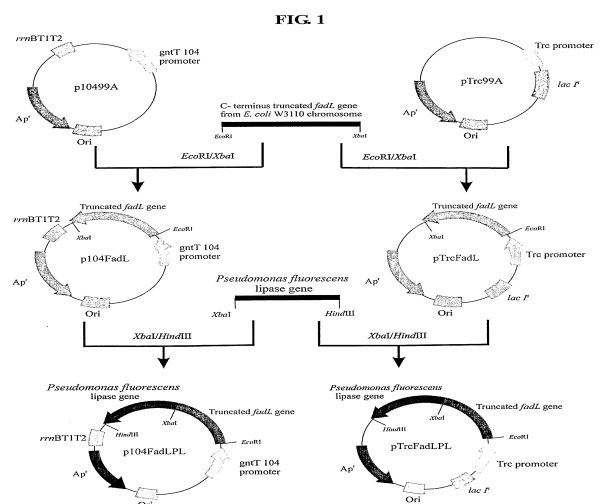 FIG. 1
rrnBT1T2
gntT 104
promoter
p10499A
Apr
Ori
C- terminus truncated fadL gene
from E. coli W3110 chromosome
EcoRI
XbaI
Trc promoter
pTrc99A
lac Iq
Apr
Ori
EcoRI/XbaI
EcoRI/XbaI
Truncated fadL gene
rrnBT1T2
XbaI
EcoRI
p104FadL
gntT 104
promoter
Apr
Ori
Truncated fadL gene
EcoRI
XbaI
pTrcFadL
Trc promoter
Apr
lac Iq
Ori
Pseudomonas fluorescens
lipase gene
XbaI
HindIII
XbaI/HindIII
XbaI/HindIII
Pseudomonas fluorescens
lipase gene
Truncated fadL gene
XbaI
HindIII
rrnBT1T2
EcoRI
p104FadLPL
gntT 104
promoter
Apr
Ori
Pseudomonas fluorescens
lipase gene
Truncated fadL gene
XbaI
HindIII
EcoRI
pTrcFadLPL
Trc promoter
Apr
lac Iq
Ori